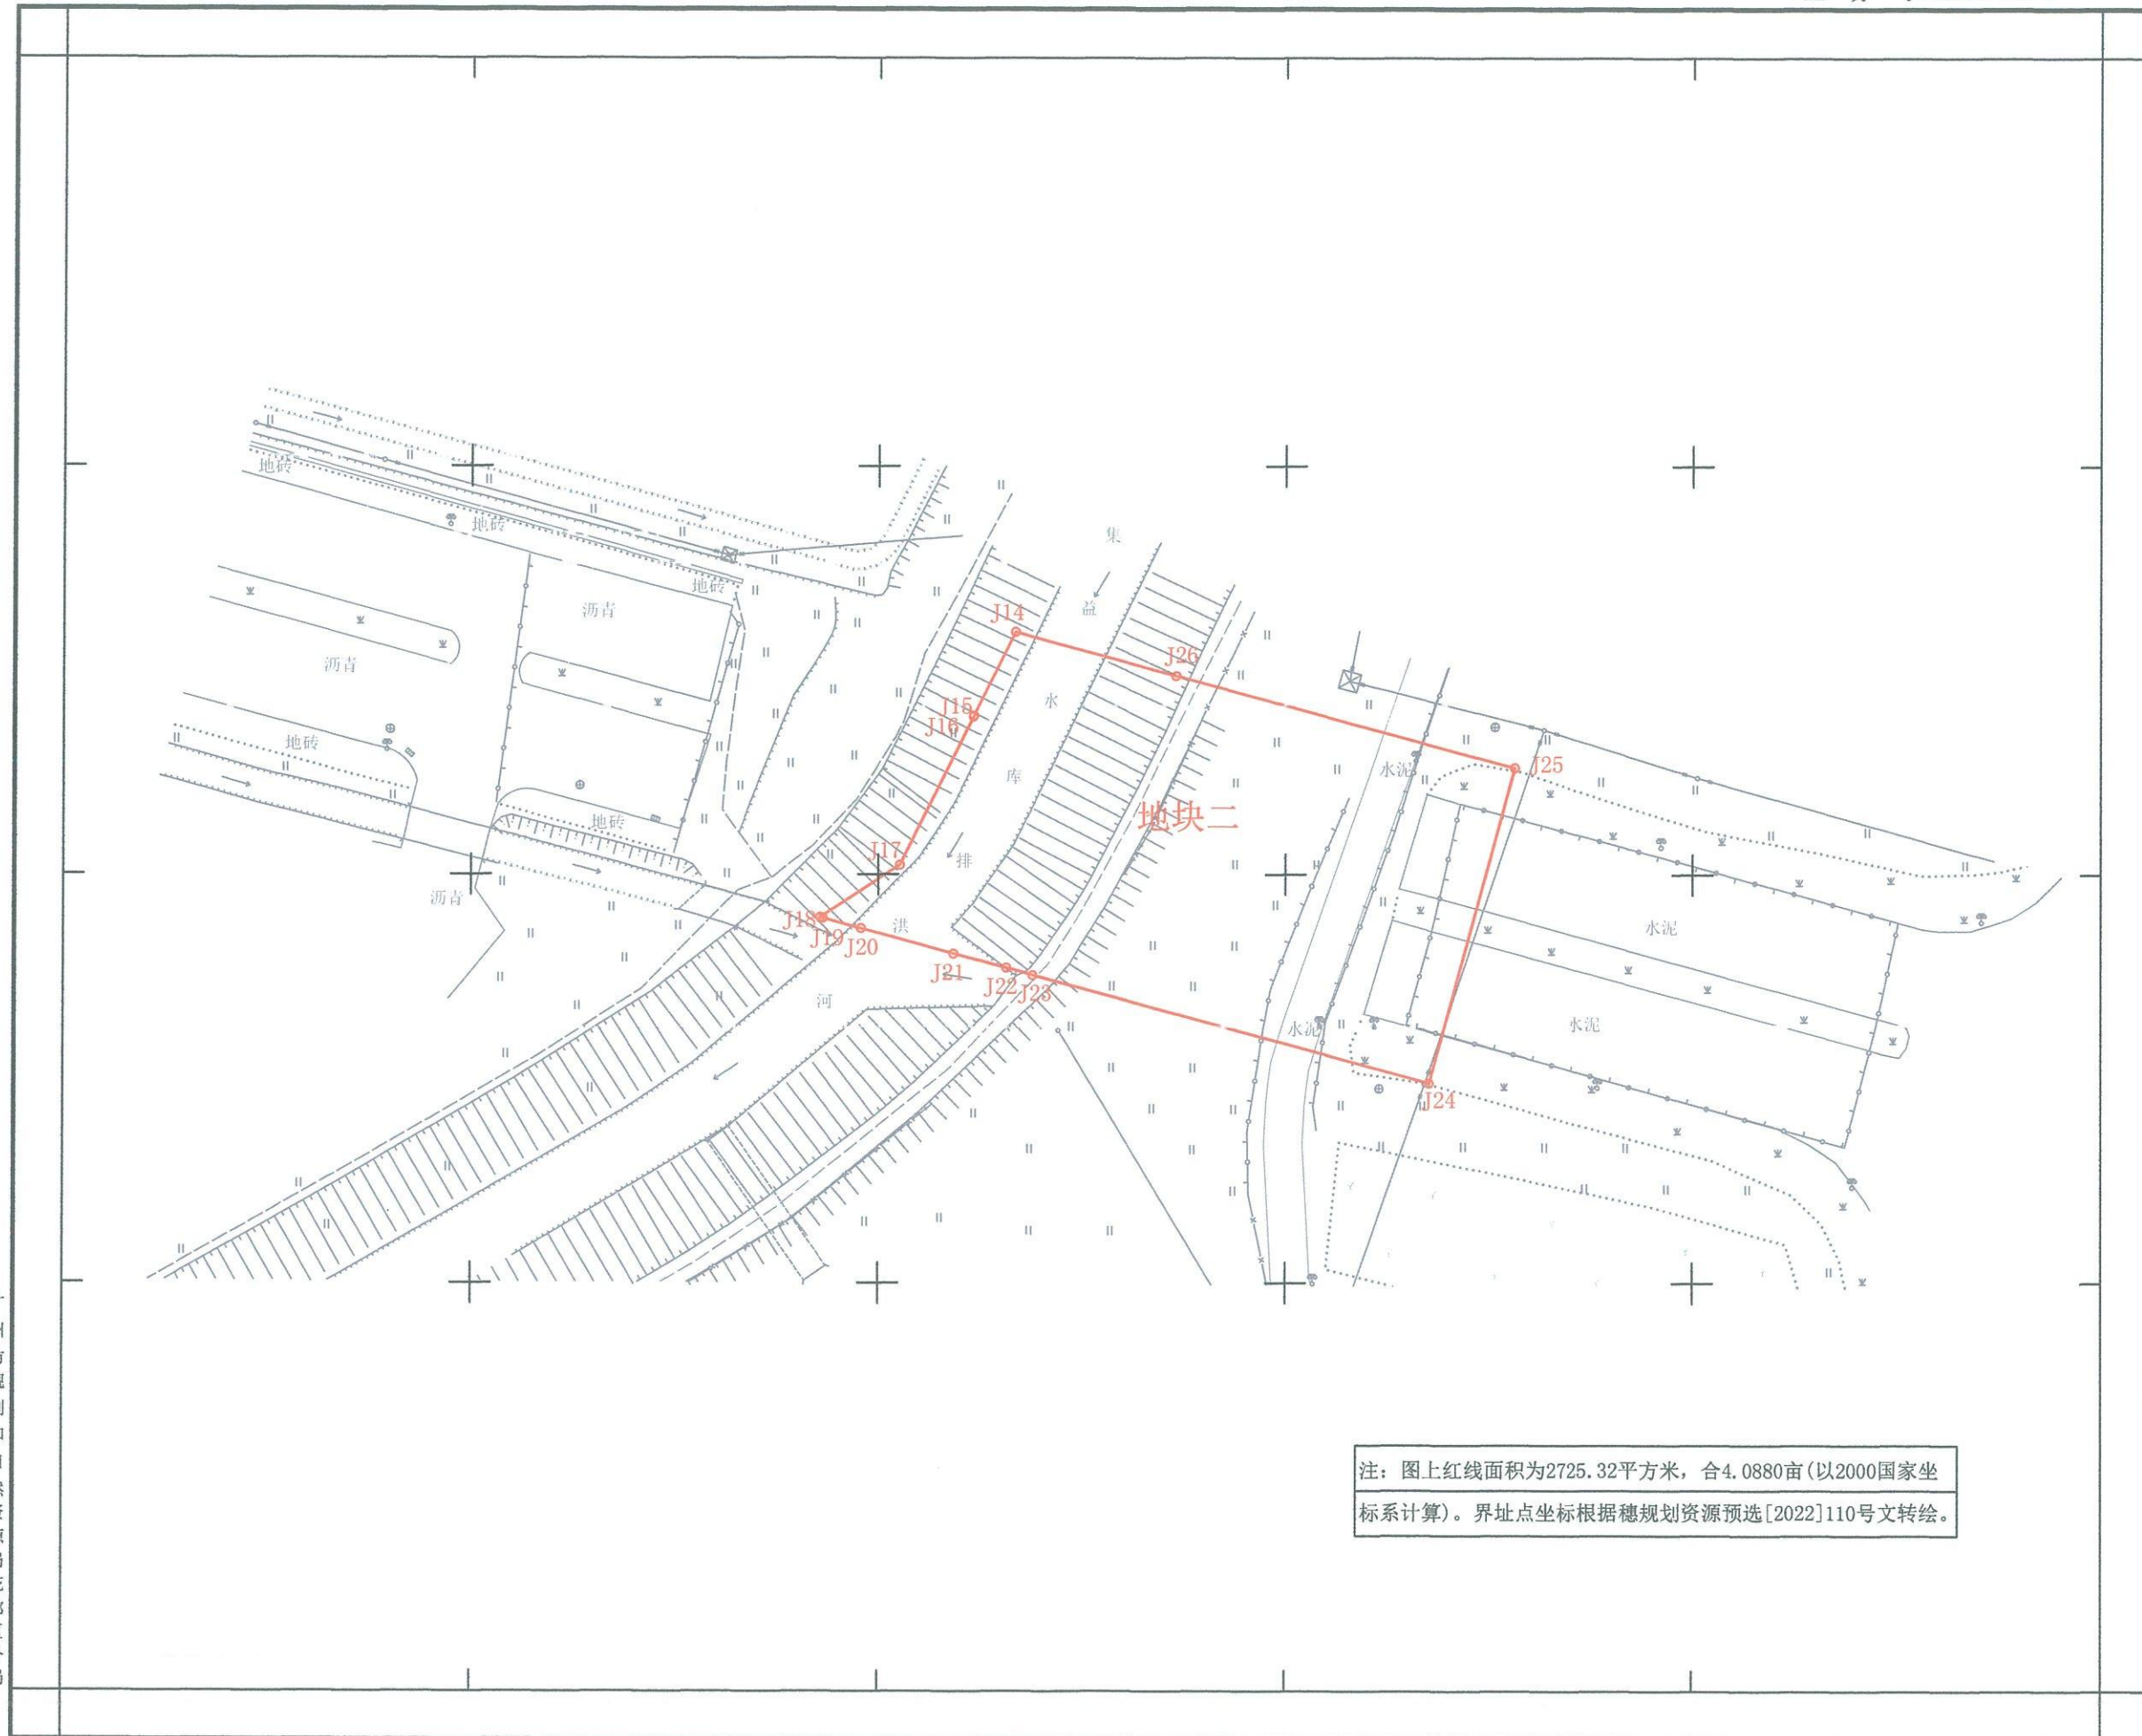 地砖
地砖
集
地砖
益
沥青
J14
J26
沥青
水
J15
J16
地砖
库
水泥
J25
地块二
地砖
J17
排
沥青
J18
洪
水泥
J19
J20
J21
J22
J23
河
水泥
水泥
J24
注：图上红线面积为2725.32平方米，合4.0880亩(以2000国家坐
标系计算)。界址点坐标根据穗规划资源预选[2022]110号文转绘。